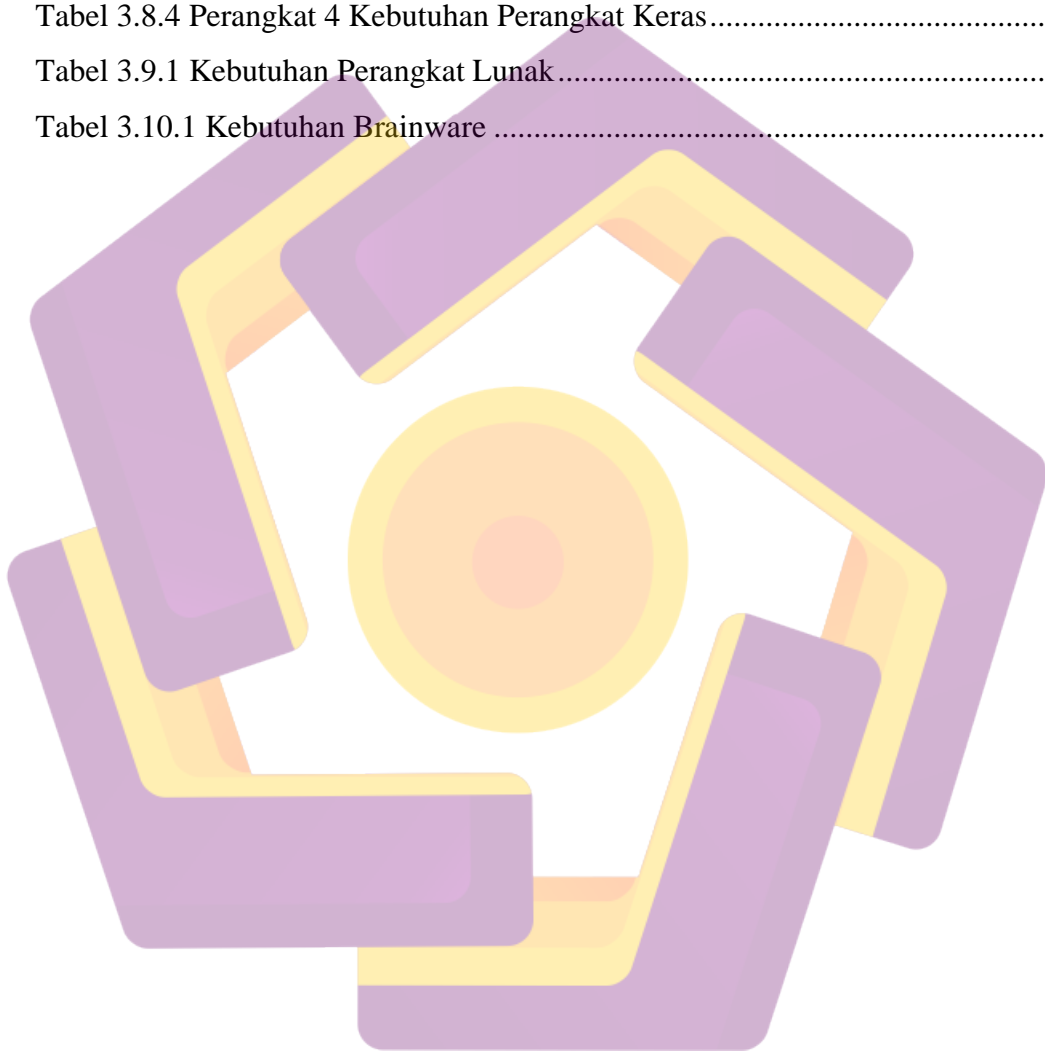 Tabel 3.8.4 Perangkat 4 Kebutuhan Perangkat Keras........................................
Tabel 3.9.1 Kebutuhan Perangkat Lunak...........................................................
Tabel 3.10.1 Kebutuhan Brainware ..................................................................